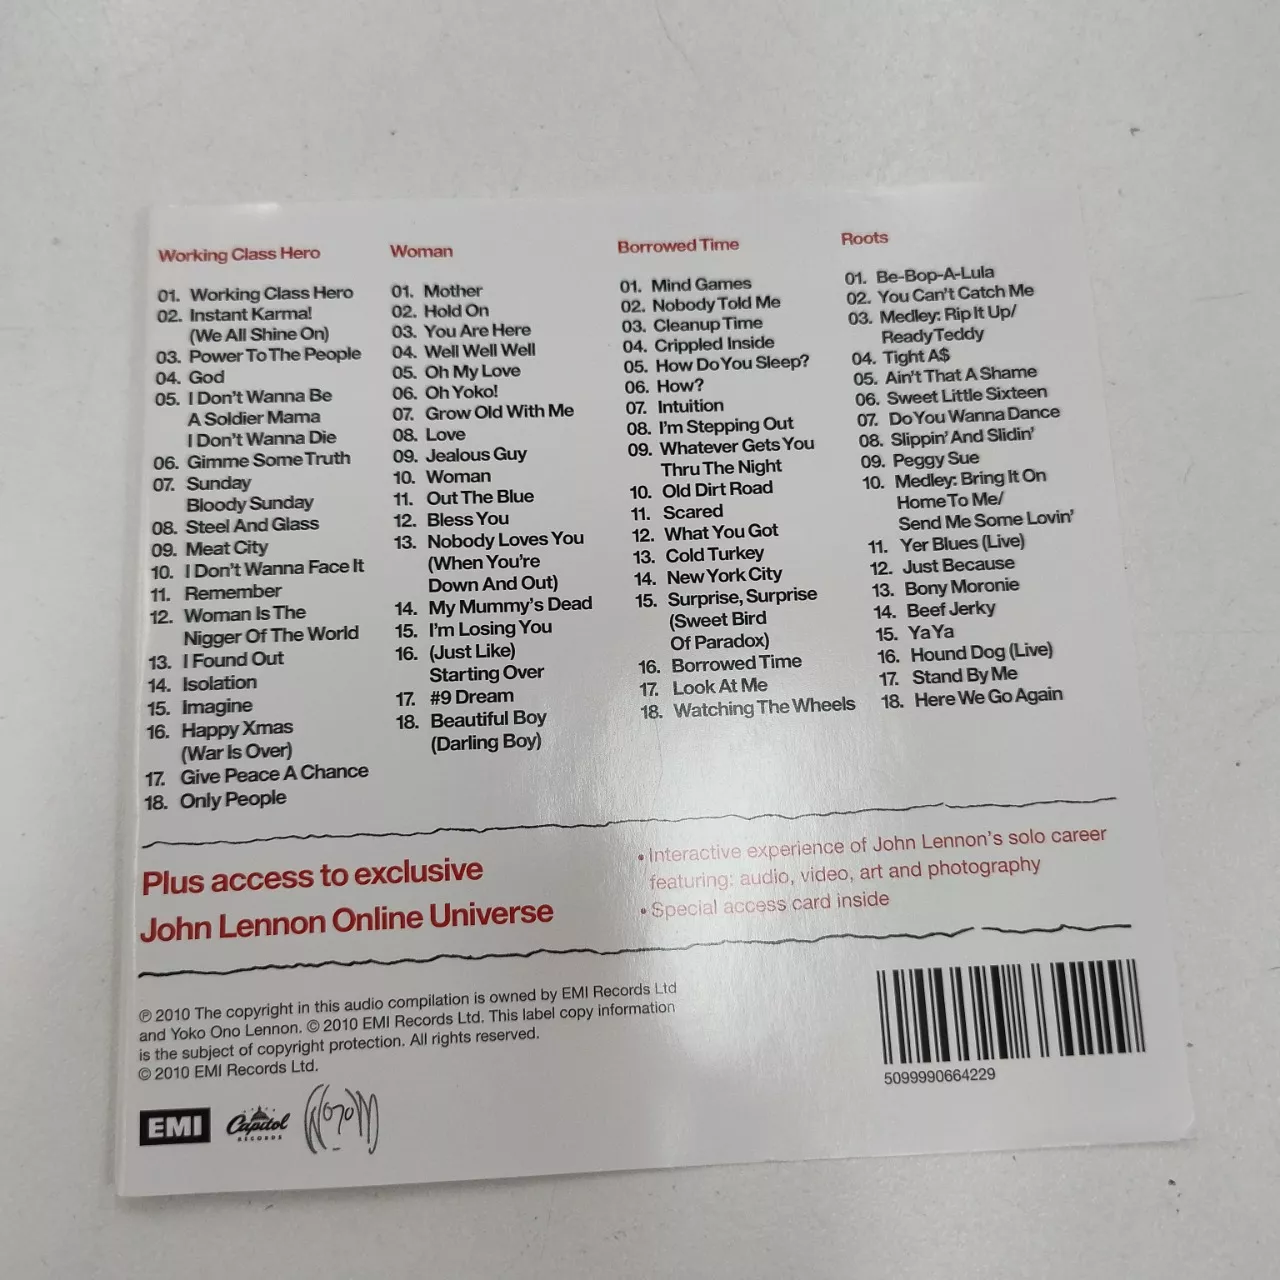 Working Class Hero
01. Working Class Hero
02. Instant Karma!
(We All Shine On)
03. Power To The People
04. God
05. I Don't Wanna Be
A Soldier Mama
I Don't Wanna Die
06. Gimme Some Truth
07. Sunday
Bloody Sunday
08. Steel And Glass
09. Meat City
10. I Don't Wanna Face It
11. Remember
12. Woman Is The
Nigger Of The World
13. I Found Out
14. Isolation
15. Imagine
16. Happy Xmas
(War Is Over)
17. Give Peace A Chance
18. Only People
Woman
01. Mother
02. Hold On
03. You Are Here
04. Well Well Well
05. Oh My Love
06. Oh Yoko!
07. Grow Old With Me
08. Love
09. Jealous Guy
10. Woman
11. Out The Blue
12. Bless You
13. Nobody Loves You
(When You're
Down And Out)
14. My Mummy's Dead
15. I'm Losing You
16. (Just Like)
Starting Over
17. #9 Dream
18. Beautiful Boy
(Darling Boy)
Borrowed Time
01. Mind Games
02. Nobody Told Me
03. Cleanup Time
04. Crippled Inside
05. How Do You Sleep?
06. How?
07. Intuition
08. I'm Stepping Out
09. Whatever Gets You
Thru The Night
10. Old Dirt Road
11. Scared
12. What You Got
13. Cold Turkey
14. New York City
15. Surprise, Surprise
(Sweet Bird
Of Paradox)
16. Borrowed Time
17. Look At Me
18. Watching The Wheels
Roots
01. Be-Bop-A-Lula
02. You Can't Catch Me
03. Medley: Rip It Up/
Ready Teddy
04. Tight A$
05. Ain't That A Shame
06. Sweet Little Sixteen
07. Do You Wanna Dance
08. Slippin' And Slidin'
09. Peggy Sue
10. Medley: Bring It On
Home To Me/
Send Me Some Lovin'
11. Yer Blues (Live)
12. Just Because
13. Bony Moronie
14. Beef Jerky
15. Ya Ya
16. Hound Dog (Live)
17. Stand By Me
18. Here We Go Again
Plus access to exclusive
John Lennon Online Universe
• Interactive experience of John Lennon's solo career
featuring: audio, video, art and photography
• Special access card inside
℗ 2010 The copyright in this audio compilation is owned by EMI Records Ltd
and Yoko Ono Lennon. © 2010 EMI Records Ltd. This label copy information
is the subject of copyright protection. All rights reserved.
© 2010 EMI Records Ltd.
5099990664229
EMI
Capitol
RECORDS